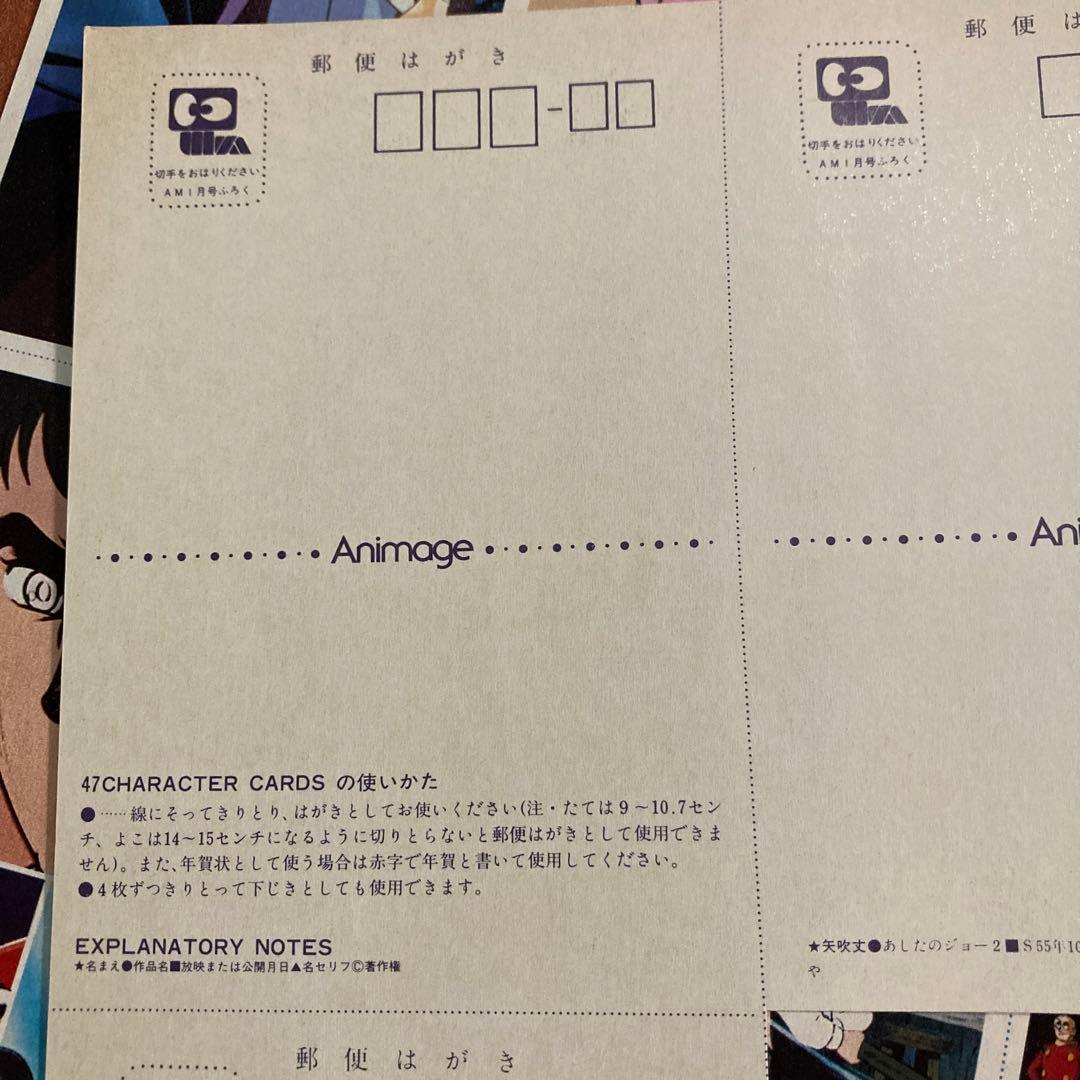 郵便はがき
切手をおはりください
AM1月号ふろく
Animage
47CHARACTER CARDS の使いかた
●……線にそってきりとり、はがきとしてお使いください(注・たては9〜10.7セン
チ、よこは14〜15センチになるように切りとらないと郵便はがきとして使用できま
せん)。また、年賀状として使う場合は赤字で年賀と書いて使用してください。
●4枚ずつきりとって下じきとしても使用できます。
EXPLANATORY NOTES
★名まえ●作品名■放映または公開月日▲名セリフ©著作権
郵便はがき
郵便は
切手をおはりください
AM1月号ふろく
Ani
★矢吹丈●あしたのジョー2■S55年10
や